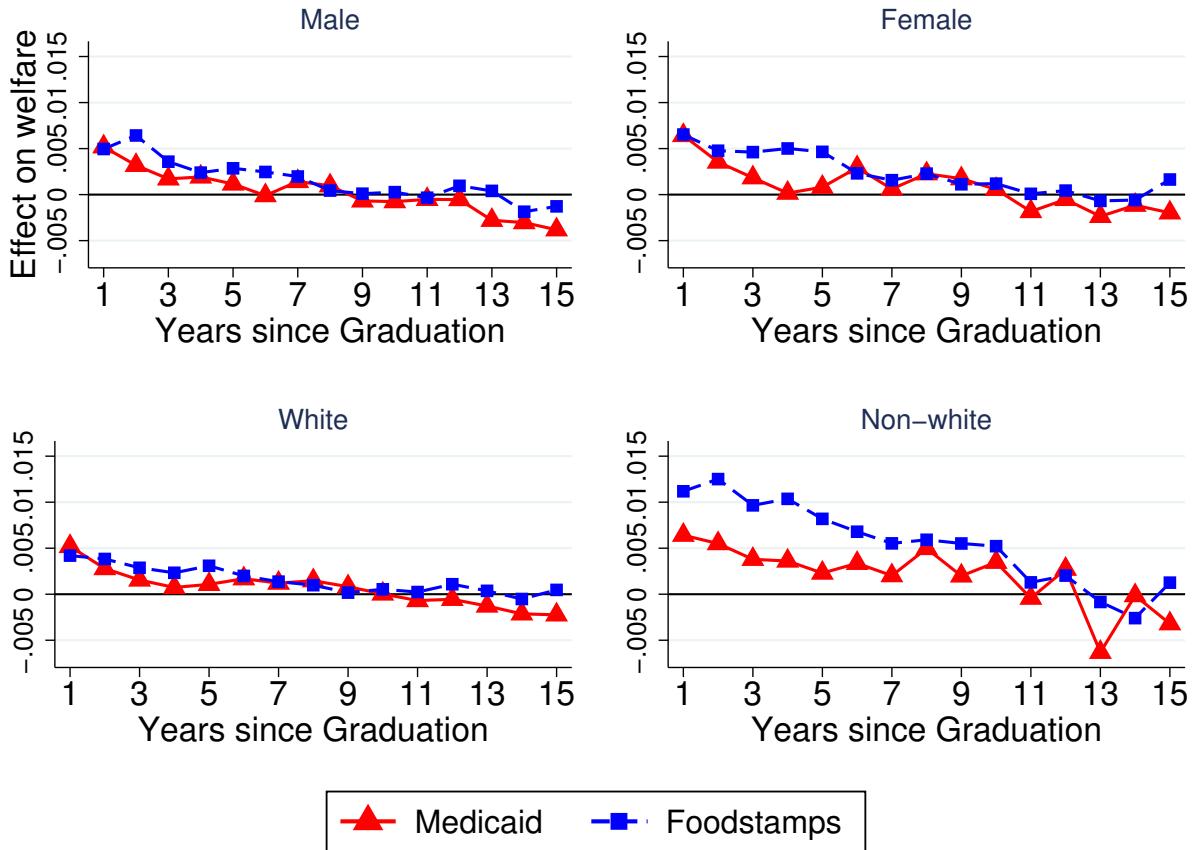 Male
Effect on welfare
-.005 0 .005 .01 .015
1 3 5 7 9 11 13 15
Years since Graduation
Female
-.005 0 .005 .01 .015
1 3 5 7 9 11 13 15
Years since Graduation
White
-.005 0 .005 .01 .015
1 3 5 7 9 11 13 15
Years since Graduation
Non−white
-.005 0 .005 .01 .015
1 3 5 7 9 11 13 15
Years since Graduation
Medicaid Foodstamps